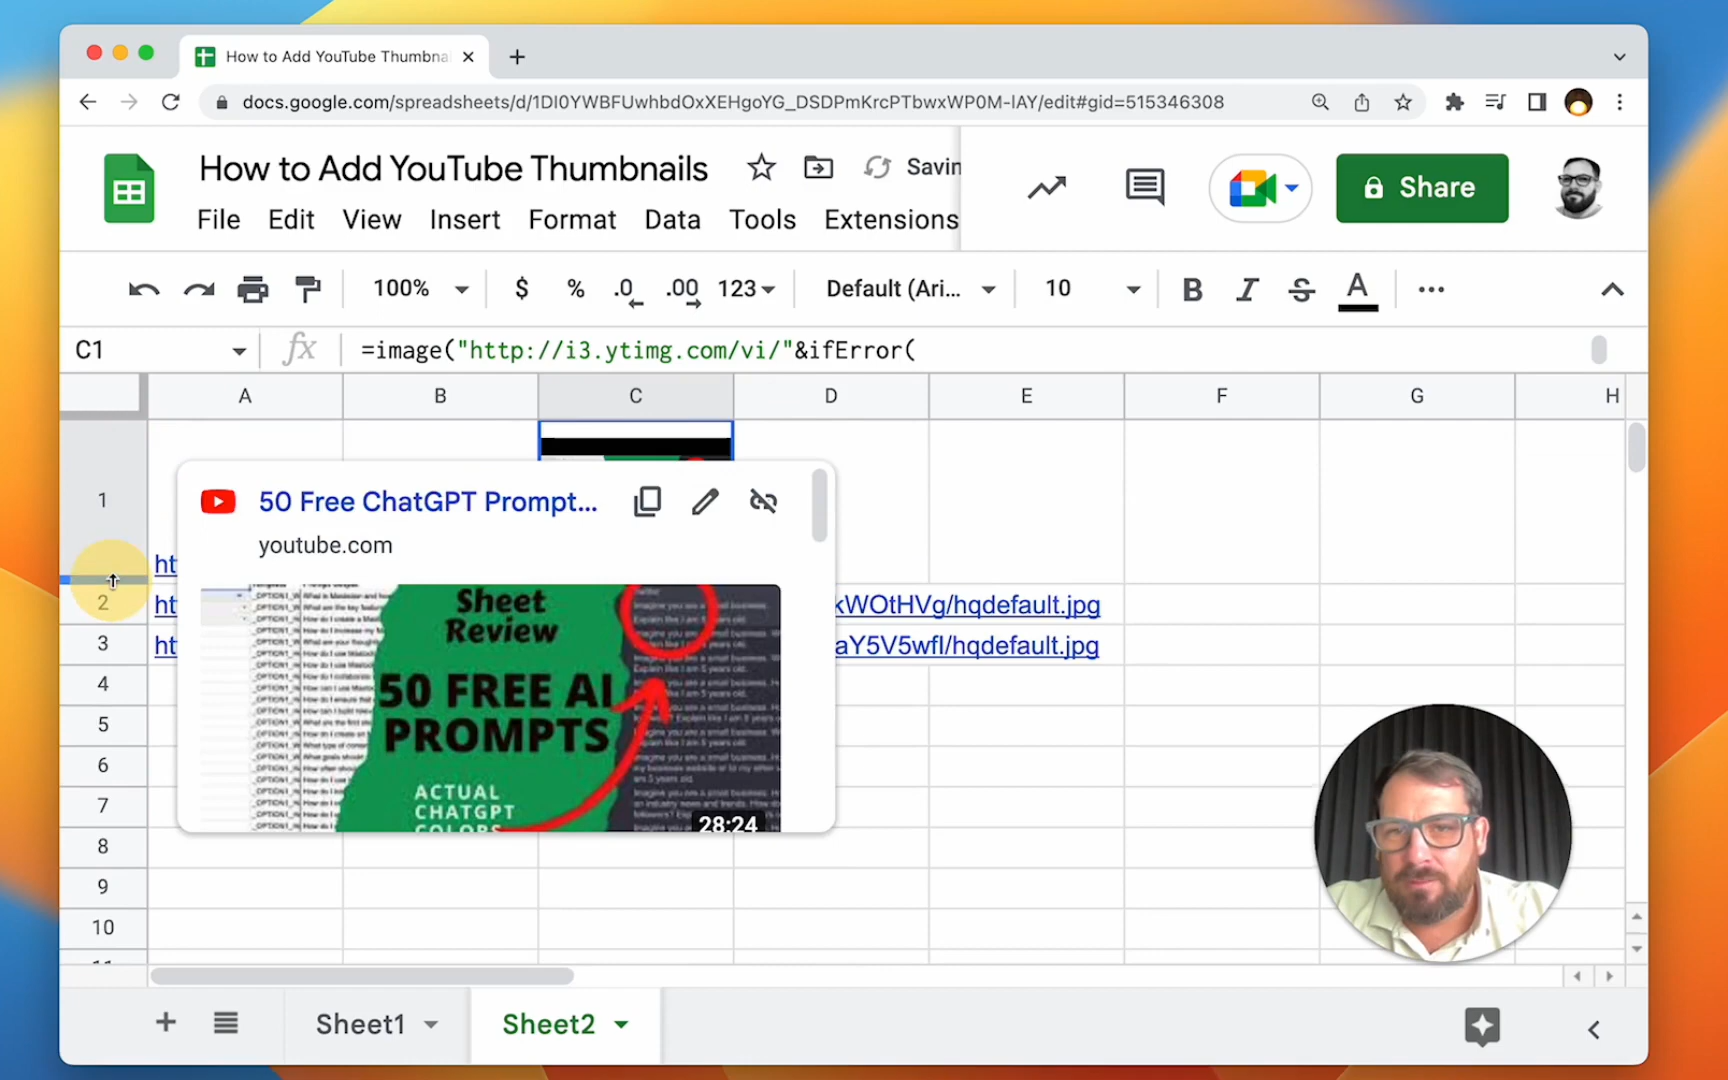 How to Add YouTube Thumbna
docs.google.com/spreadsheets/d/1DI0YWBFUwhbdOxXEHgoYG_DSDPmKrcPTbwxWP0M-IAY/edit#gid=515346308
How to Add YouTube Thumbnails
Savin
Share
File Edit View Insert Format Data Tools Extensions
100% $ % .0 .00 123 Default (Ari... 10 B I S A
C1 fx =image("http://i3.ytimg.com/vi/"&ifError(
A B C D E F G H
1
50 Free ChatGPT Prompt...
youtube.com
ht
2 ht kWOtHVg/hqdefault.jpg
3 ht aY5V5wfI/hqdefault.jpg
Sheet
Review
50 FREE AI
PROMPTS
ACTUAL
CHATGPT
COLORS
28:24
4
5
6
7
8
9
10
11
Sheet1 Sheet2